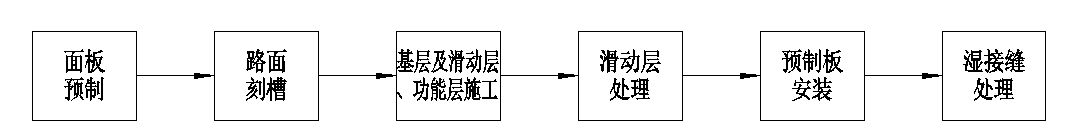 面板
预制
路面
刻槽
基层及滑动层
、功能层施工
滑动层
处理
预制板
安装
湿接缝
处理